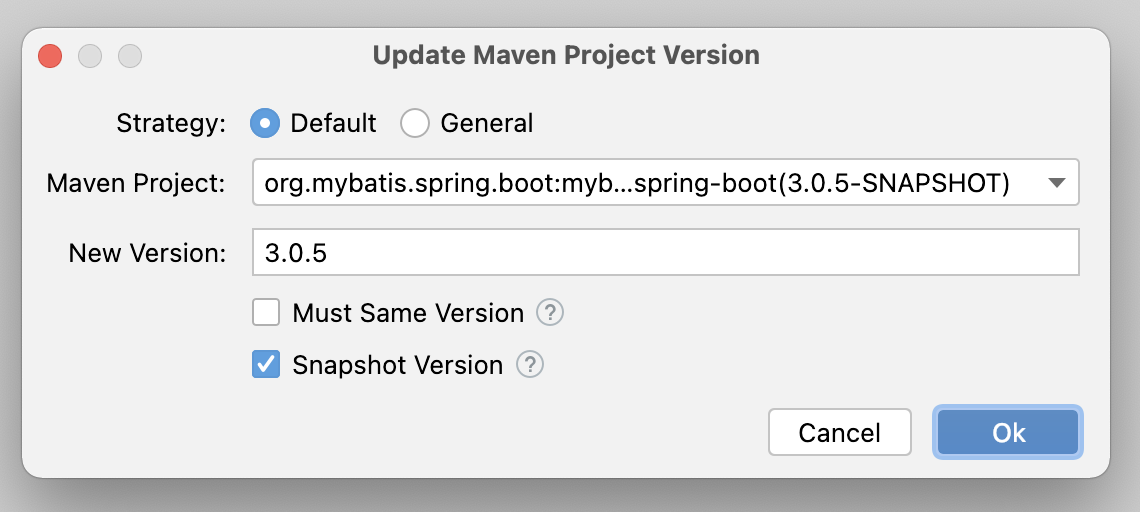 Update Maven Project Version
Strategy: Default General
Maven Project: org.mybatis.spring.boot:myb...spring-boot(3.0.5-SNAPSHOT)
New Version: 3.0.5
Must Same Version ?
Snapshot Version ?
Cancel Ok